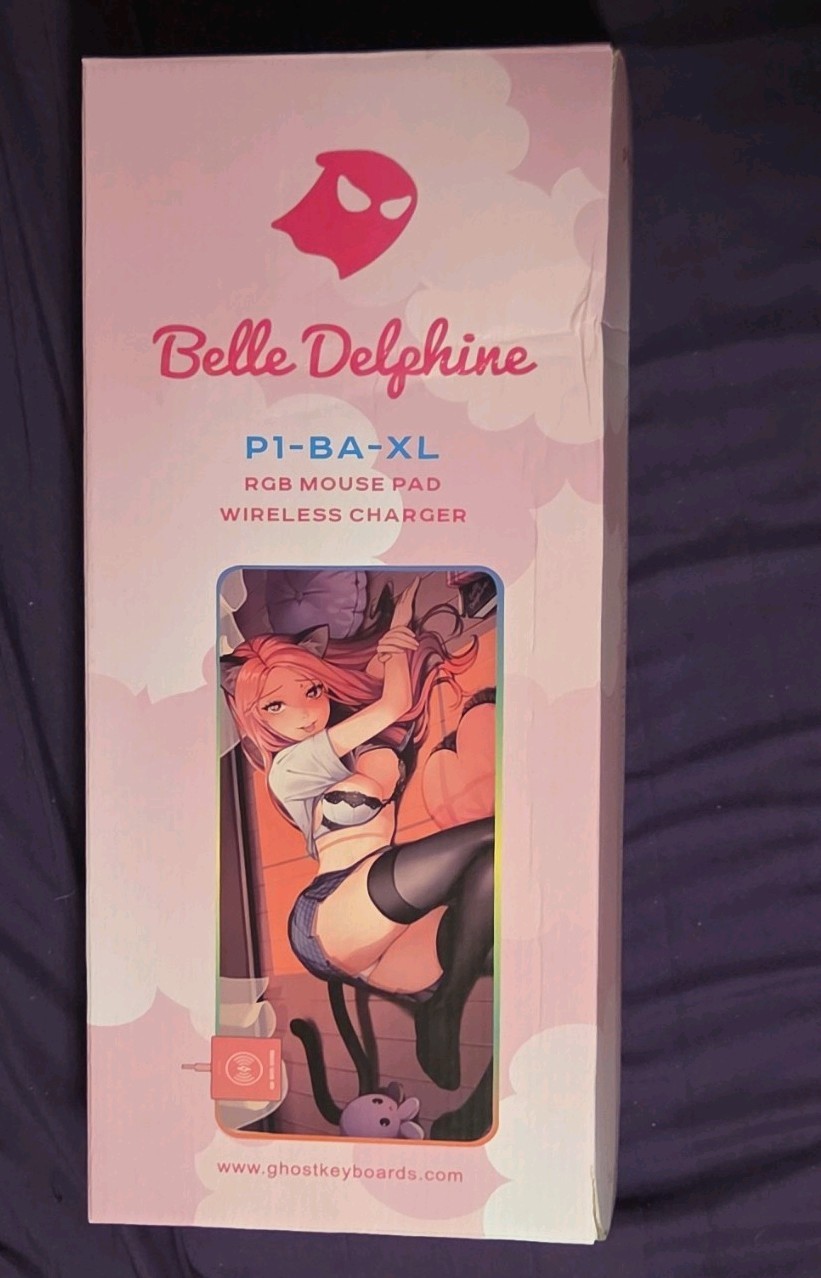 Belle Delphine
P1-BA-XL
RGB MOUSE PAD
WIRELESS CHARGER
www.ghostkeyboards.com